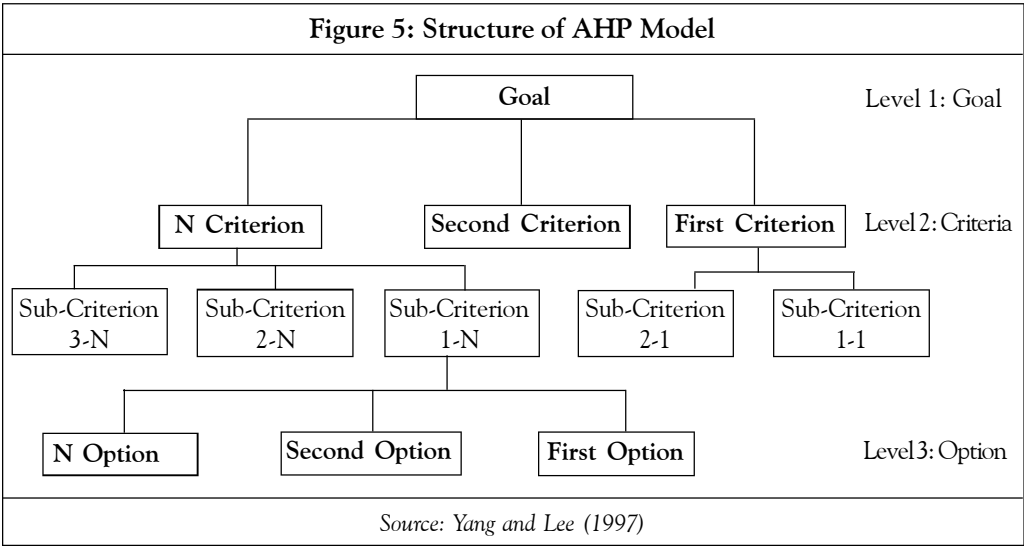 Figure 5: Structure of AHP Model
Goal
Level 1: Goal
N Criterion
Second Criterion
First Criterion
Level 2: Criteria
Sub-Criterion
3-N
Sub-Criterion
2-N
Sub-Criterion
1-N
Sub-Criterion
2-1
Sub-Criterion
1-1
N Option
Second Option
First Option
Level 3: Option
Source: Yang and Lee (1997)